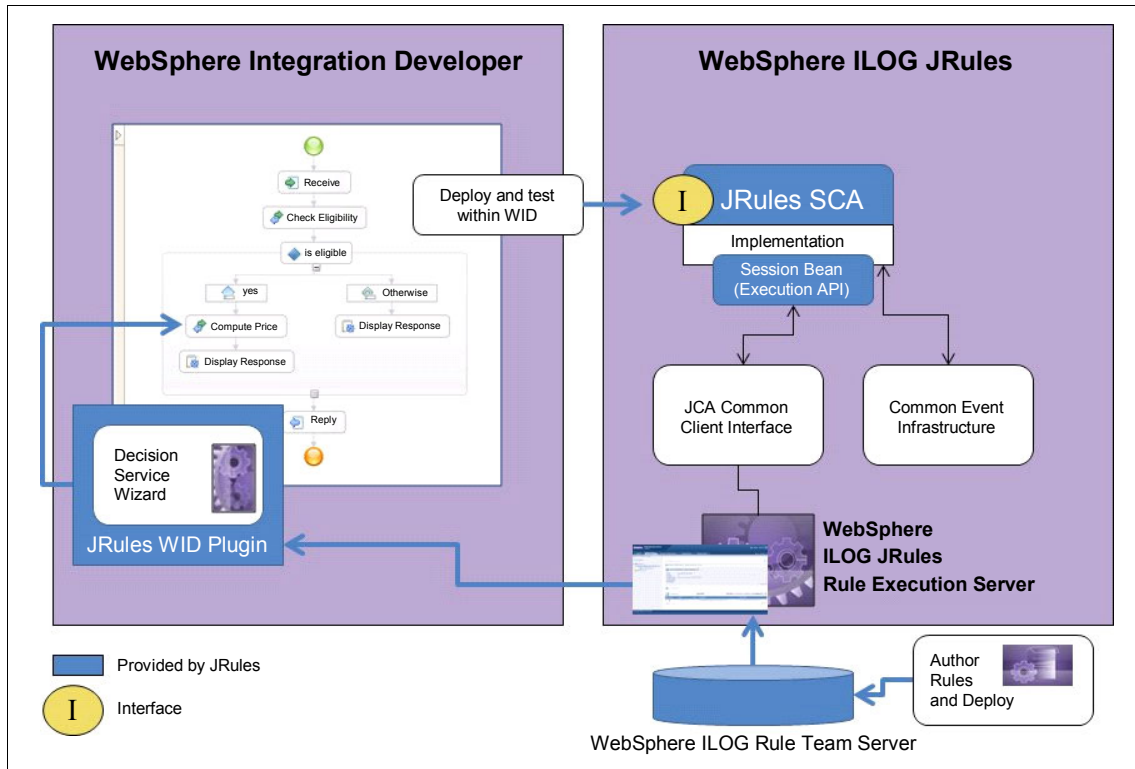 WebSphere Integration Developer
Receive
Check Eligibility
is eligible
yes
Otherwise
Compute Price
Display Response
Display Response
Reply
Decision
Service
Wizard
JRules WID Plugin
Deploy and test
within WID
WebSphere ILOG JRules
I
JRules SCA
Implementation
Session Bean
(Execution API)
JCA Common
Client Interface
Common Event
Infrastructure
WebSphere
ILOG JRules
Rule Execution Server
Provided by JRules
I
Interface
Author
Rules
and Deploy
WebSphere ILOG Rule Team Server